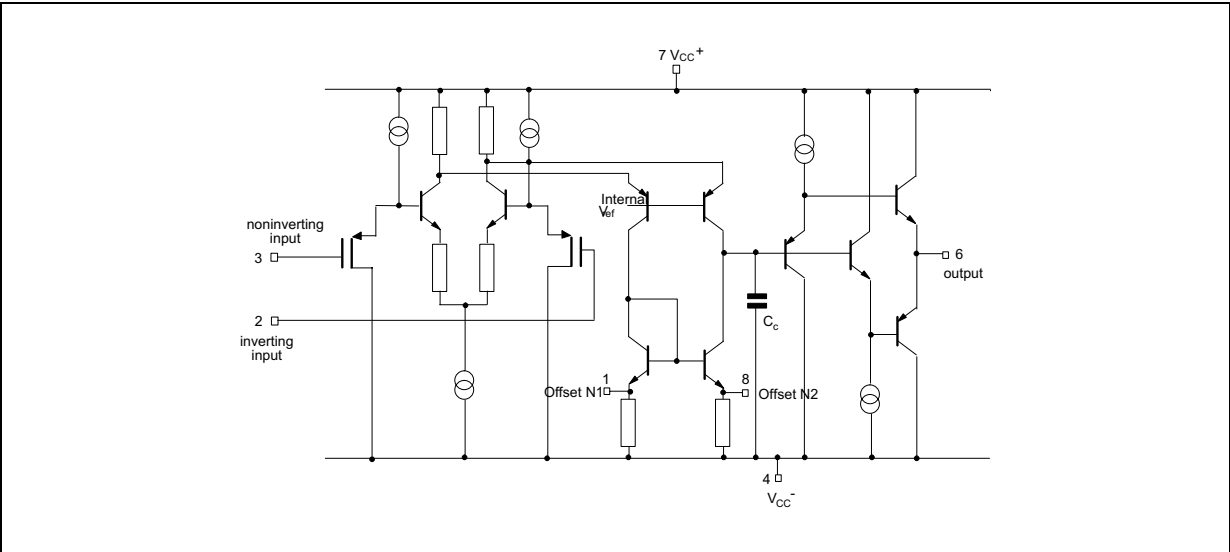 7 VCC+
Internal
Vref
noninverting
input
3
6
output
2
inverting
input
Cc
1
Offset N1
8
Offset N2
4
VCC-